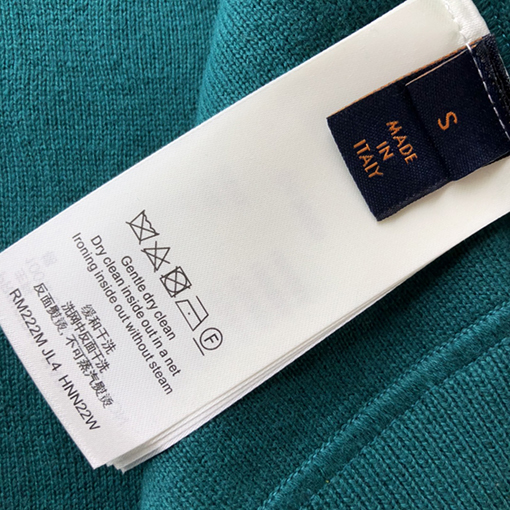 S
MADE
IN
ITALY
Gentle dry clean
Dry clean inside out in a net
Ironing inside out without steam
缓和干洗
洗网中反面干洗
反面熨烫，不可蒸汽熨烫
RM222M JL4 HNN22W
F